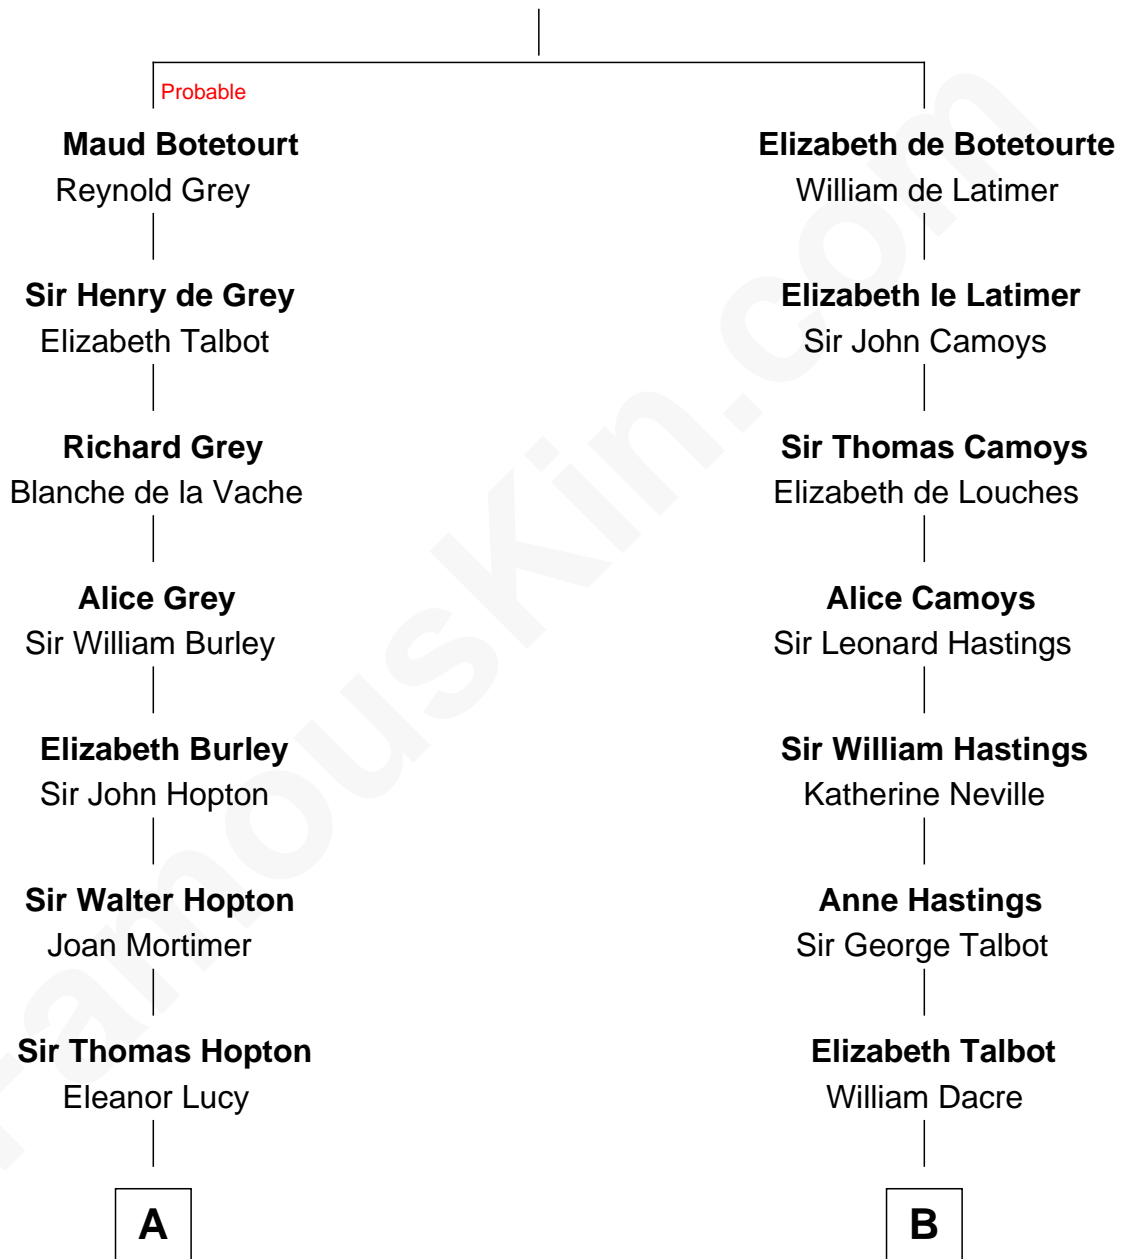 Probable
Maud Botetourt
Reynold Grey
Elizabeth de Botetourte
William de Latimer
Sir Henry de Grey
Elizabeth Talbot
Elizabeth le Latimer
Sir John Camoys
Richard Grey
Blanche de la Vache
Sir Thomas Camoys
Elizabeth de Louches
Alice Grey
Sir William Burley
Alice Camoys
Sir Leonard Hastings
Elizabeth Burley
Sir John Hopton
Sir William Hastings
Katherine Neville
Sir Walter Hopton
Joan Mortimer
Anne Hastings
Sir George Talbot
Sir Thomas Hopton
Eleanor Lucy
Elizabeth Talbot
William Dacre
A
B
FamousKin.com